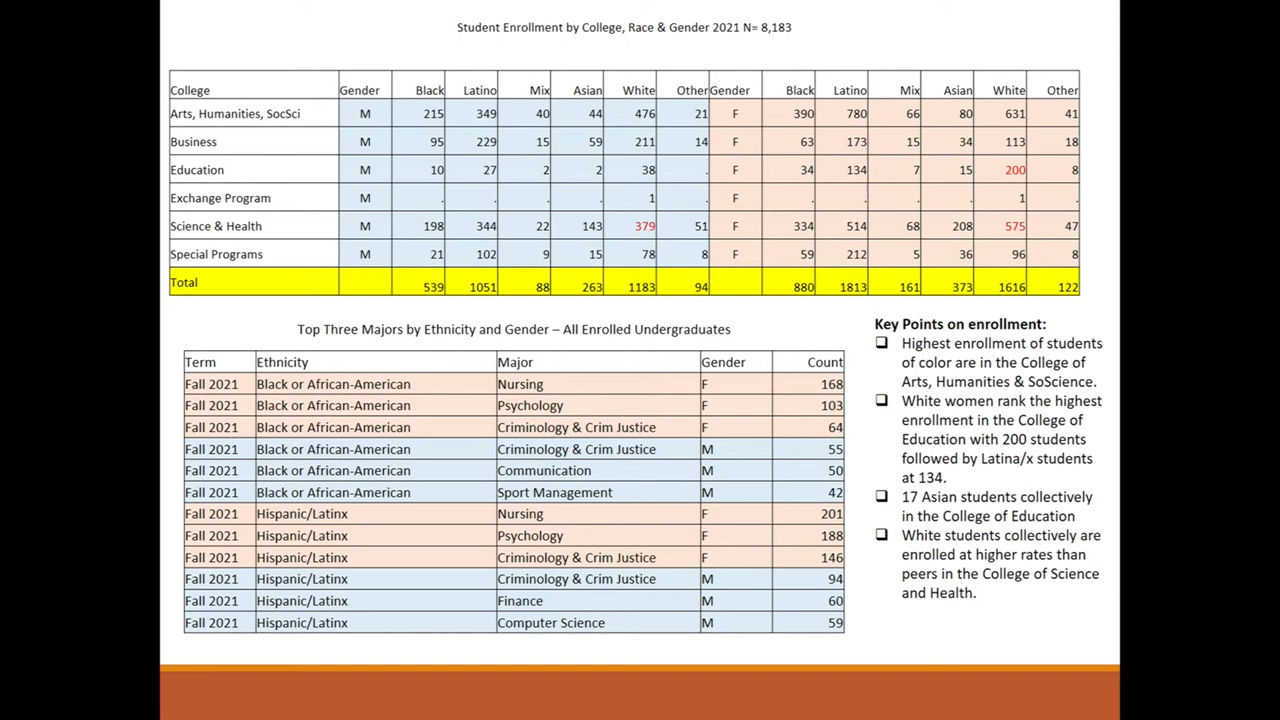 Student Enrollment by College, Race & Gender 2021 N= 8,183
College Gender Black Latino Mix Asian White Other Gender Black Latino Mix Asian White Other
Arts, Humanities, SocSci M 215 349 40 44 476 21 F 390 780 66 80 631 41
Business M 95 229 15 59 211 14 F 63 173 15 34 113 18
Education M 10 27 2 2 38 . F 34 134 7 15 200 8
Exchange Program M . . . . 1 . F . . . . 1 .
Science & Health M 198 344 22 143 379 51 F 334 514 68 208 575 47
Special Programs M 21 102 9 15 78 8 F 59 212 5 36 96 8
Total 539 1051 88 263 1183 94 880 1813 161 373 1616 122
Top Three Majors by Ethnicity and Gender – All Enrolled Undergraduates
Term Ethnicity Major Gender Count
Fall 2021 Black or African-American Nursing F 168
Fall 2021 Black or African-American Psychology F 103
Fall 2021 Black or African-American Criminology & Crim Justice F 64
Fall 2021 Black or African-American Criminology & Crim Justice M 55
Fall 2021 Black or African-American Communication M 50
Fall 2021 Black or African-American Sport Management M 42
Fall 2021 Hispanic/Latinx Nursing F 201
Fall 2021 Hispanic/Latinx Psychology F 188
Fall 2021 Hispanic/Latinx Criminology & Crim Justice F 146
Fall 2021 Hispanic/Latinx Criminology & Crim Justice M 94
Fall 2021 Hispanic/Latinx Finance M 60
Fall 2021 Hispanic/Latinx Computer Science M 59
Key Points on enrollment:
❑ Highest enrollment of students
of color are in the College of
Arts, Humanities & SoScience.
❑ White women rank the highest
enrollment in the College of
Education with 200 students
followed by Latina/x students
at 134.
❑ 17 Asian students collectively
in the College of Education
❑ White students collectively are
enrolled at higher rates than
peers in the College of Science
and Health.